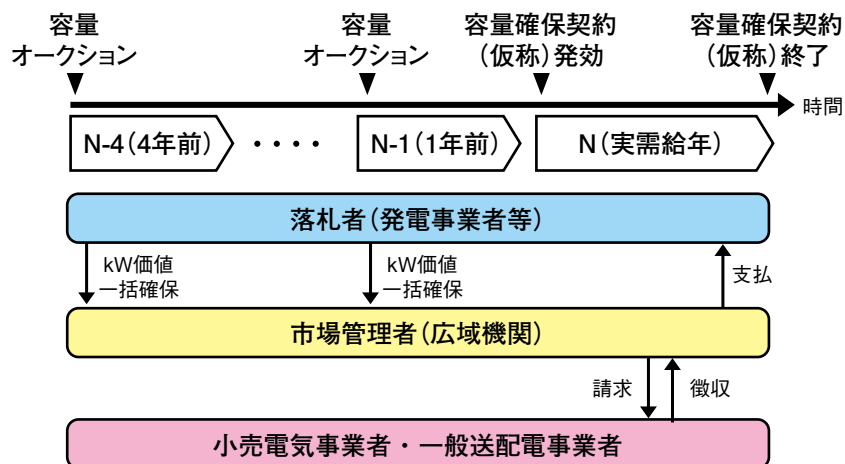 容量
オークション
容量
オークション
容量確保契約
(仮称)発効
容量確保契約
(仮称)終了
時間
N-4(4年前)
・・・・
N-1(1年前)
N(実需給年)
落札者(発電事業者等)
kW価値
一括確保
kW価値
一括確保
支払
市場管理者(広域機関)
請求
徴収
小売電気事業者・一般送配電事業者